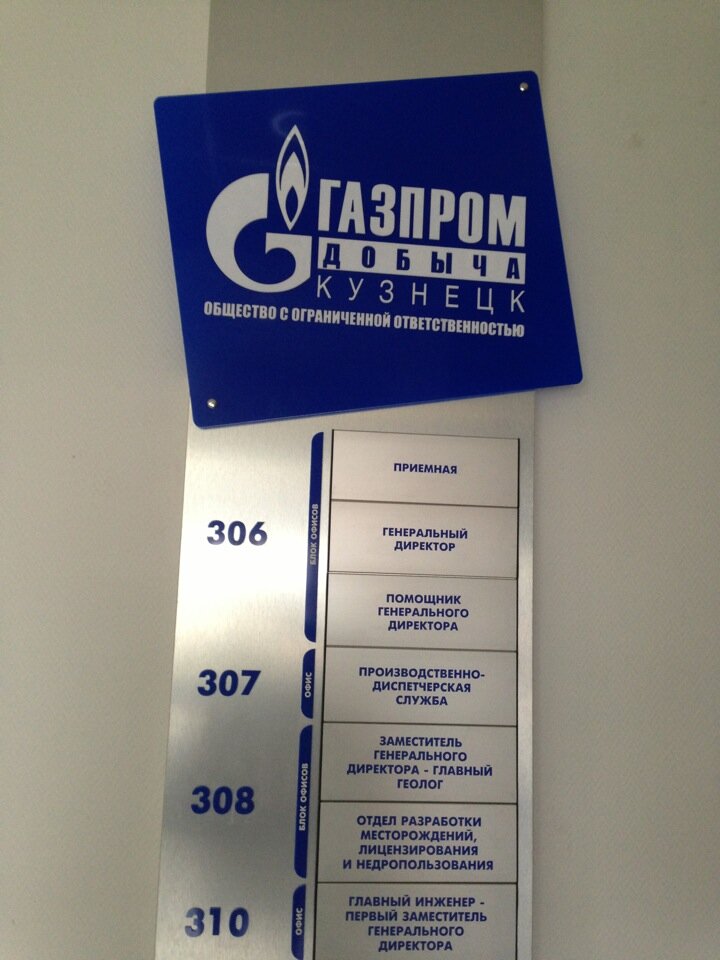 ГАЗПРОМ
ДОБЫЧА
КУЗНЕЦК
ОБЩЕСТВО С ОГРАНИЧЕННОЙ ОТВЕТСТВЕННОСТЬЮ
306
БЛОК ОФИСОВ
ПРИЕМНАЯ
ГЕНЕРАЛЬНЫЙ
ДИРЕКТОР
ПОМОЩНИК
ГЕНЕРАЛЬНОГО
ДИРЕКТОРА
307
ОФИС
ПРОИЗВОДСТВЕННО-
ДИСПЕТЧЕРСКАЯ
СЛУЖБА
308
БЛОК ОФИСОВ
ЗАМЕСТИТЕЛЬ
ГЕНЕРАЛЬНОГО
ДИРЕКТОРА - ГЛАВНЫЙ
ГЕОЛОГ
ОТДЕЛ РАЗРАБОТКИ
МЕСТОРОЖДЕНИЙ,
ЛИЦЕНЗИРОВАНИЯ
И НЕДРОПОЛЬЗОВАНИЯ
310
ОФИС
ГЛАВНЫЙ ИНЖЕНЕР -
ПЕРВЫЙ ЗАМЕСТИТЕЛЬ
ГЕНЕРАЛЬНОГО
ДИРЕКТОРА